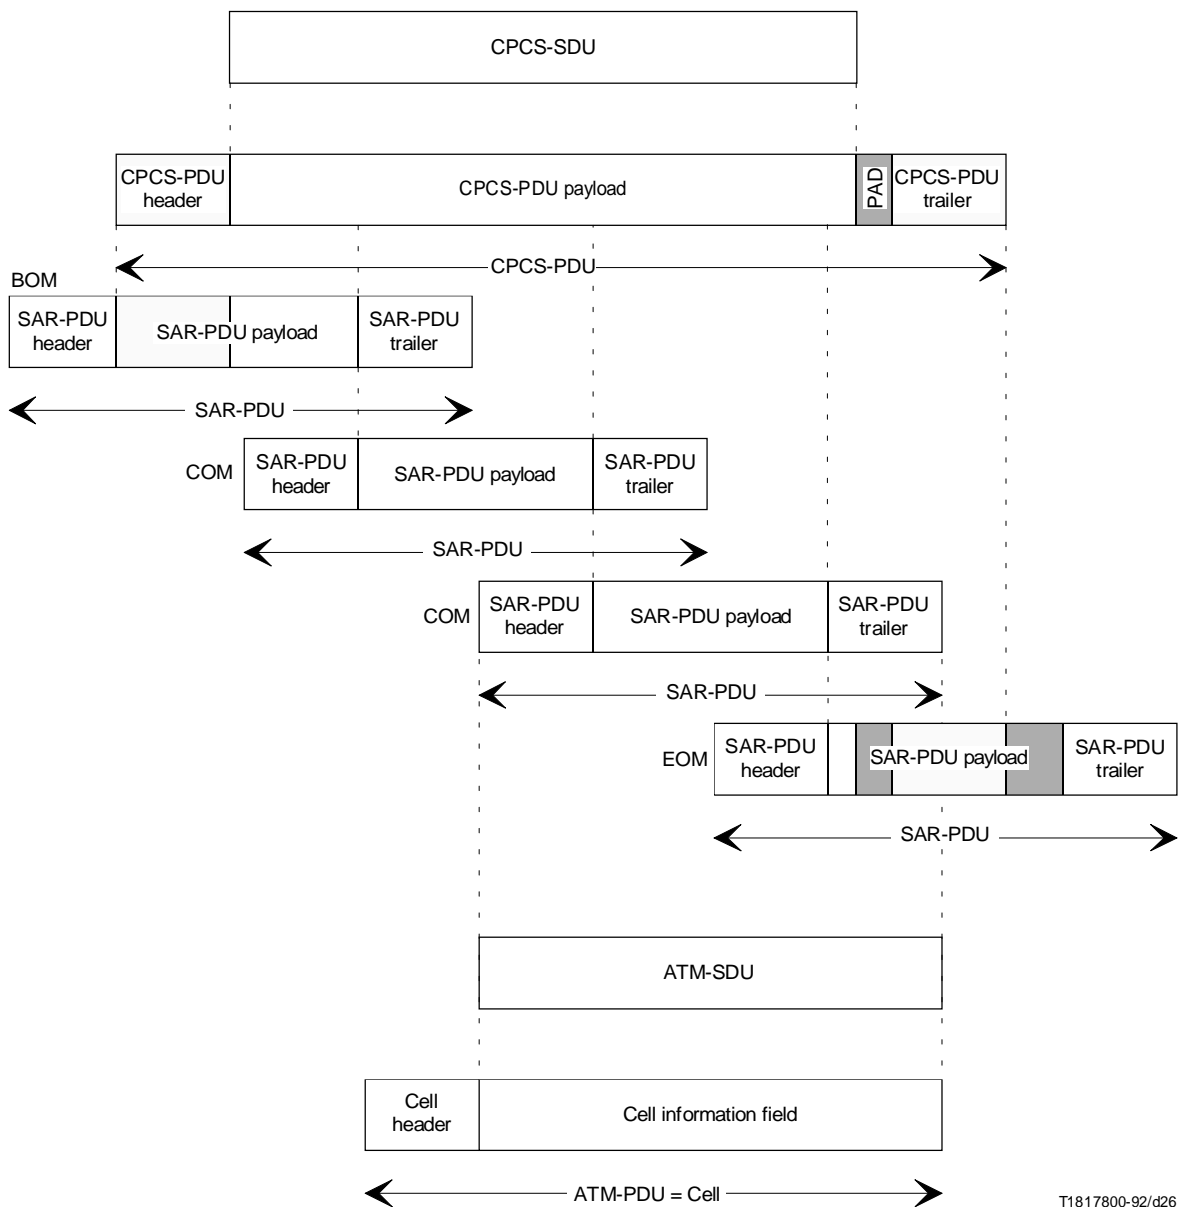 CPCS-SDU
CPCS-PDU
header
CPCS-PDU payload
PAD
CPCS-PDU
trailer
CPCS-PDU
BOM
SAR-PDU
header
SAR-PDU payload
SAR-PDU
trailer
SAR-PDU
COM
SAR-PDU
header
SAR-PDU payload
SAR-PDU
trailer
SAR-PDU
COM
SAR-PDU
header
SAR-PDU payload
SAR-PDU
trailer
SAR-PDU
EOM
SAR-PDU
header
SAR-PDU payload
SAR-PDU
trailer
SAR-PDU
ATM-SDU
Cell
header
Cell information field
ATM-PDU = Cell
T1817800-92/d26